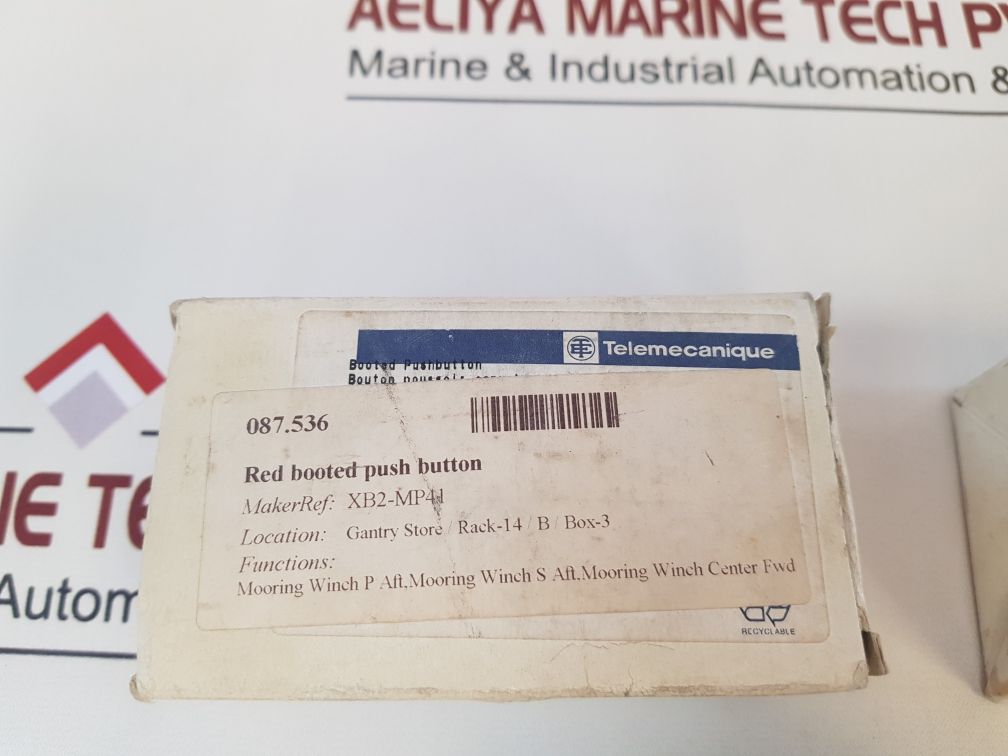 AELIYA MARINE TECH
Marine & Industrial Automation &
NE TE
Autom
Telemecanique
Booted Pushbutton
Bouton poussoir
087.536
Red booted push button
MakerRef: XB2-MP41
Location: Gantry Store / Rack-14 / B / Box-3
Functions:
Mooring Winch P Aft,Mooring Winch S Aft,Mooring Winch Center Fwd
RECYCLABLE